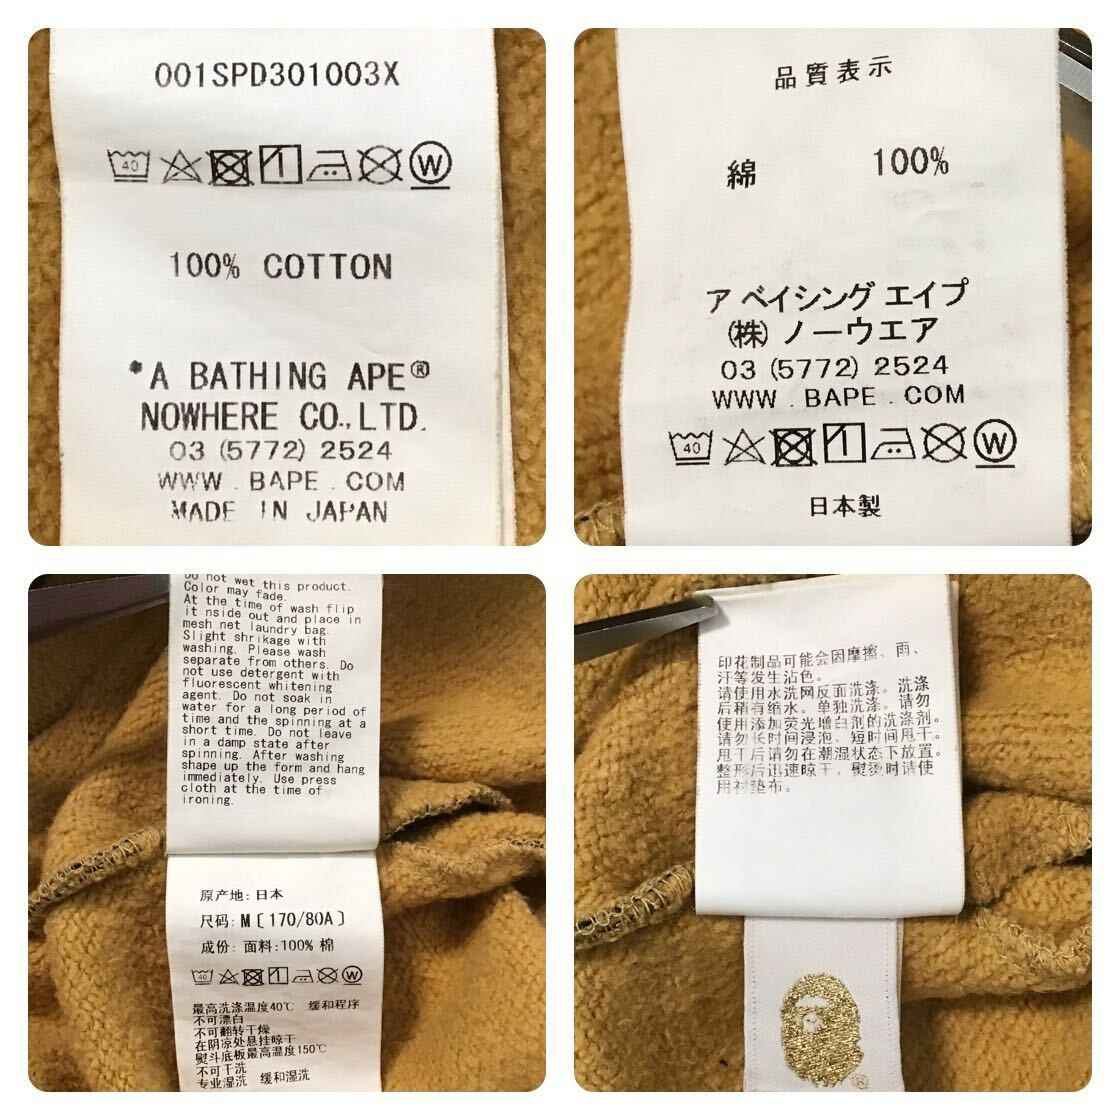 001SPD301003X
40
W
100% COTTON
*A BATHING APE®
NOWHERE CO.,LTD.
03 (5772) 2524
WWW . BAPE . COM
MADE IN JAPAN
品質表示
綿 100%
ア ベイシング エイプ
(株) ノーウエア
03 (5772) 2524
WWW . BAPE . COM
40
W
日本製
Do not wet this product.
Color may fade.
At the time of wash flip
it nside out and place in
mesh net laundry bag.
Slight shrikage with
washing. Please wash
separate from others. Do
not use detergent with
fluorescent whitening
agent. Do not soak in
water for a long period of
time and the spinning at a
short time. Do not leave
in a damp state after
spinning. After washing
shape up the form and hang
immediately. Use press
cloth at the time of
ironing.
原产地: 日本
尺码: M〔170/80A〕
成份: 面料:100% 棉
40
W
最高洗涤温度40℃ 缓和程序
不可漂白
不可翻转干燥
在阴凉处悬挂晾干
熨斗底板最高温度150℃
不可干洗
专业湿洗 缓和湿洗
印花制品可能会因摩擦、雨、
汗等发生沾色。
请使用水洗网反面洗涤。洗涤
后稍有缩水。单独洗涤。请勿
使用添加荧光增白剂的洗涤剂。
请勿长时间浸泡，短时间甩干。
甩干后请勿在潮湿状态下放置。
整形后迅速晾干，熨烫时请使
用衬垫布。
®